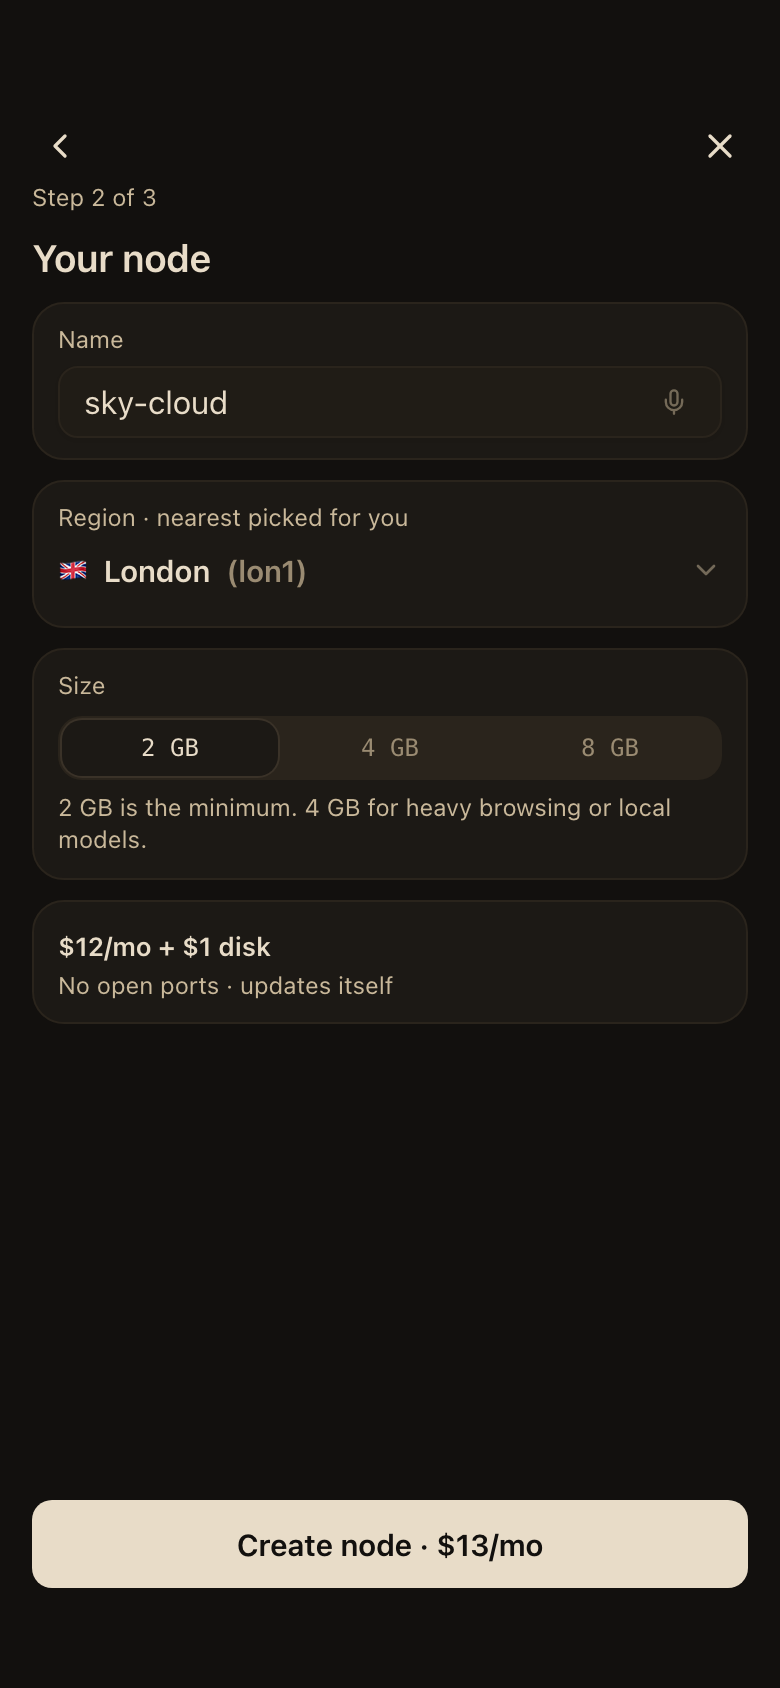 Step 2 of 3
Your node
Name
sky-cloud
Region · nearest picked for you
London (lon1)
Size
2 GB
4 GB
8 GB
2 GB is the minimum. 4 GB for heavy browsing or local
models.
$12/mo + $1 disk
No open ports · updates itself
Create node · $13/mo